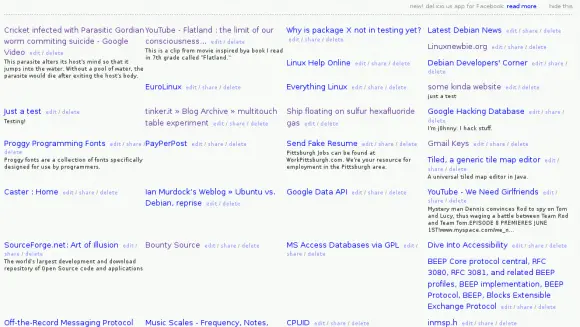 new! del.icio.us app for Facebook read more hide this
Cricket infected with Parasitic Gordian
worm commiting suicide - Google
Video edit / delete
This parasite alters its host's mind so that it
jumps into the water. Without a pool of water, the
parasite would die after exiting the host's body.
YouTube - Flatland : the limit of our
consciousness... edit / delete
This is a clip from movie inspired bya book I read
in 7th grade called "Flatland."
Why is package X not in testing yet?
edit / share / delete
Latest Debian News edit / share / delete
Linuxnewbie.org edit / share / delete
EuroLinux edit / share / delete
Linux Help Online edit / share / delete
Everything Linux edit / share / delete
Debian Developers' Corner edit / share /
delete
some kinda website edit / delete
just a test
just a test edit / delete
Testing!
tinker.it » Blog Archive » multitouch
table experiment edit / share / delete
Ship floating on sulfur hexafluoride
gas edit / delete
Google Hacking Database edit / share /
delete
I'm j0hnny. I hack stuff.
Proggy Programming Fonts edit / share /
delete
Proggy fonts are a collection of fonts specifically
designed for use by programmers.
PayPerPost edit / share / delete
Send Fake Resume edit / share / delete
Pittsburgh Jobs can be found at
WorkPittsburgh.com. We're your resource for
employment in the Pittsburgh area.
Gmail Keys edit / share / delete
Tiled, a generic tile map editor edit /
share / delete
A universal tiled map editor in Java.
Caster : Home edit / share / delete
Ian Murdock's Weblog » Ubuntu vs.
Debian, reprise edit / share / delete
Google Data API edit / share / delete
YouTube - We Need Girlfriends edit /
share / delete
Mystery man Dennis convinces Rod to spy on Tom
and Lucy, thus waging a battle between Team Rod
and Team Tom.EPISODE 5 PREMIERES JUNE
15T!www.myspace.com/we_n...
SourceForge.net: Art of Illusion edit /
share / delete
The world's largest development and download
repository of Open Source code and applications
Bounty Source edit / share / delete
MS Access Databases via GPL edit /
share / delete
Dive into Accessibility edit / share / delete
BEEP Core protocol central, RFC
3080, RFC 3081, and related BEEP
profiles, BEEP implementation, BEEP
Protocol, BEEP, Blocks Extensible
Exchange Protocol edit / share / delete
Off-the-Record Messaging Protocol
Music Scales - Frequency, Notes,
CPUID edit / share / delete
inmsp.h edit / share / delete